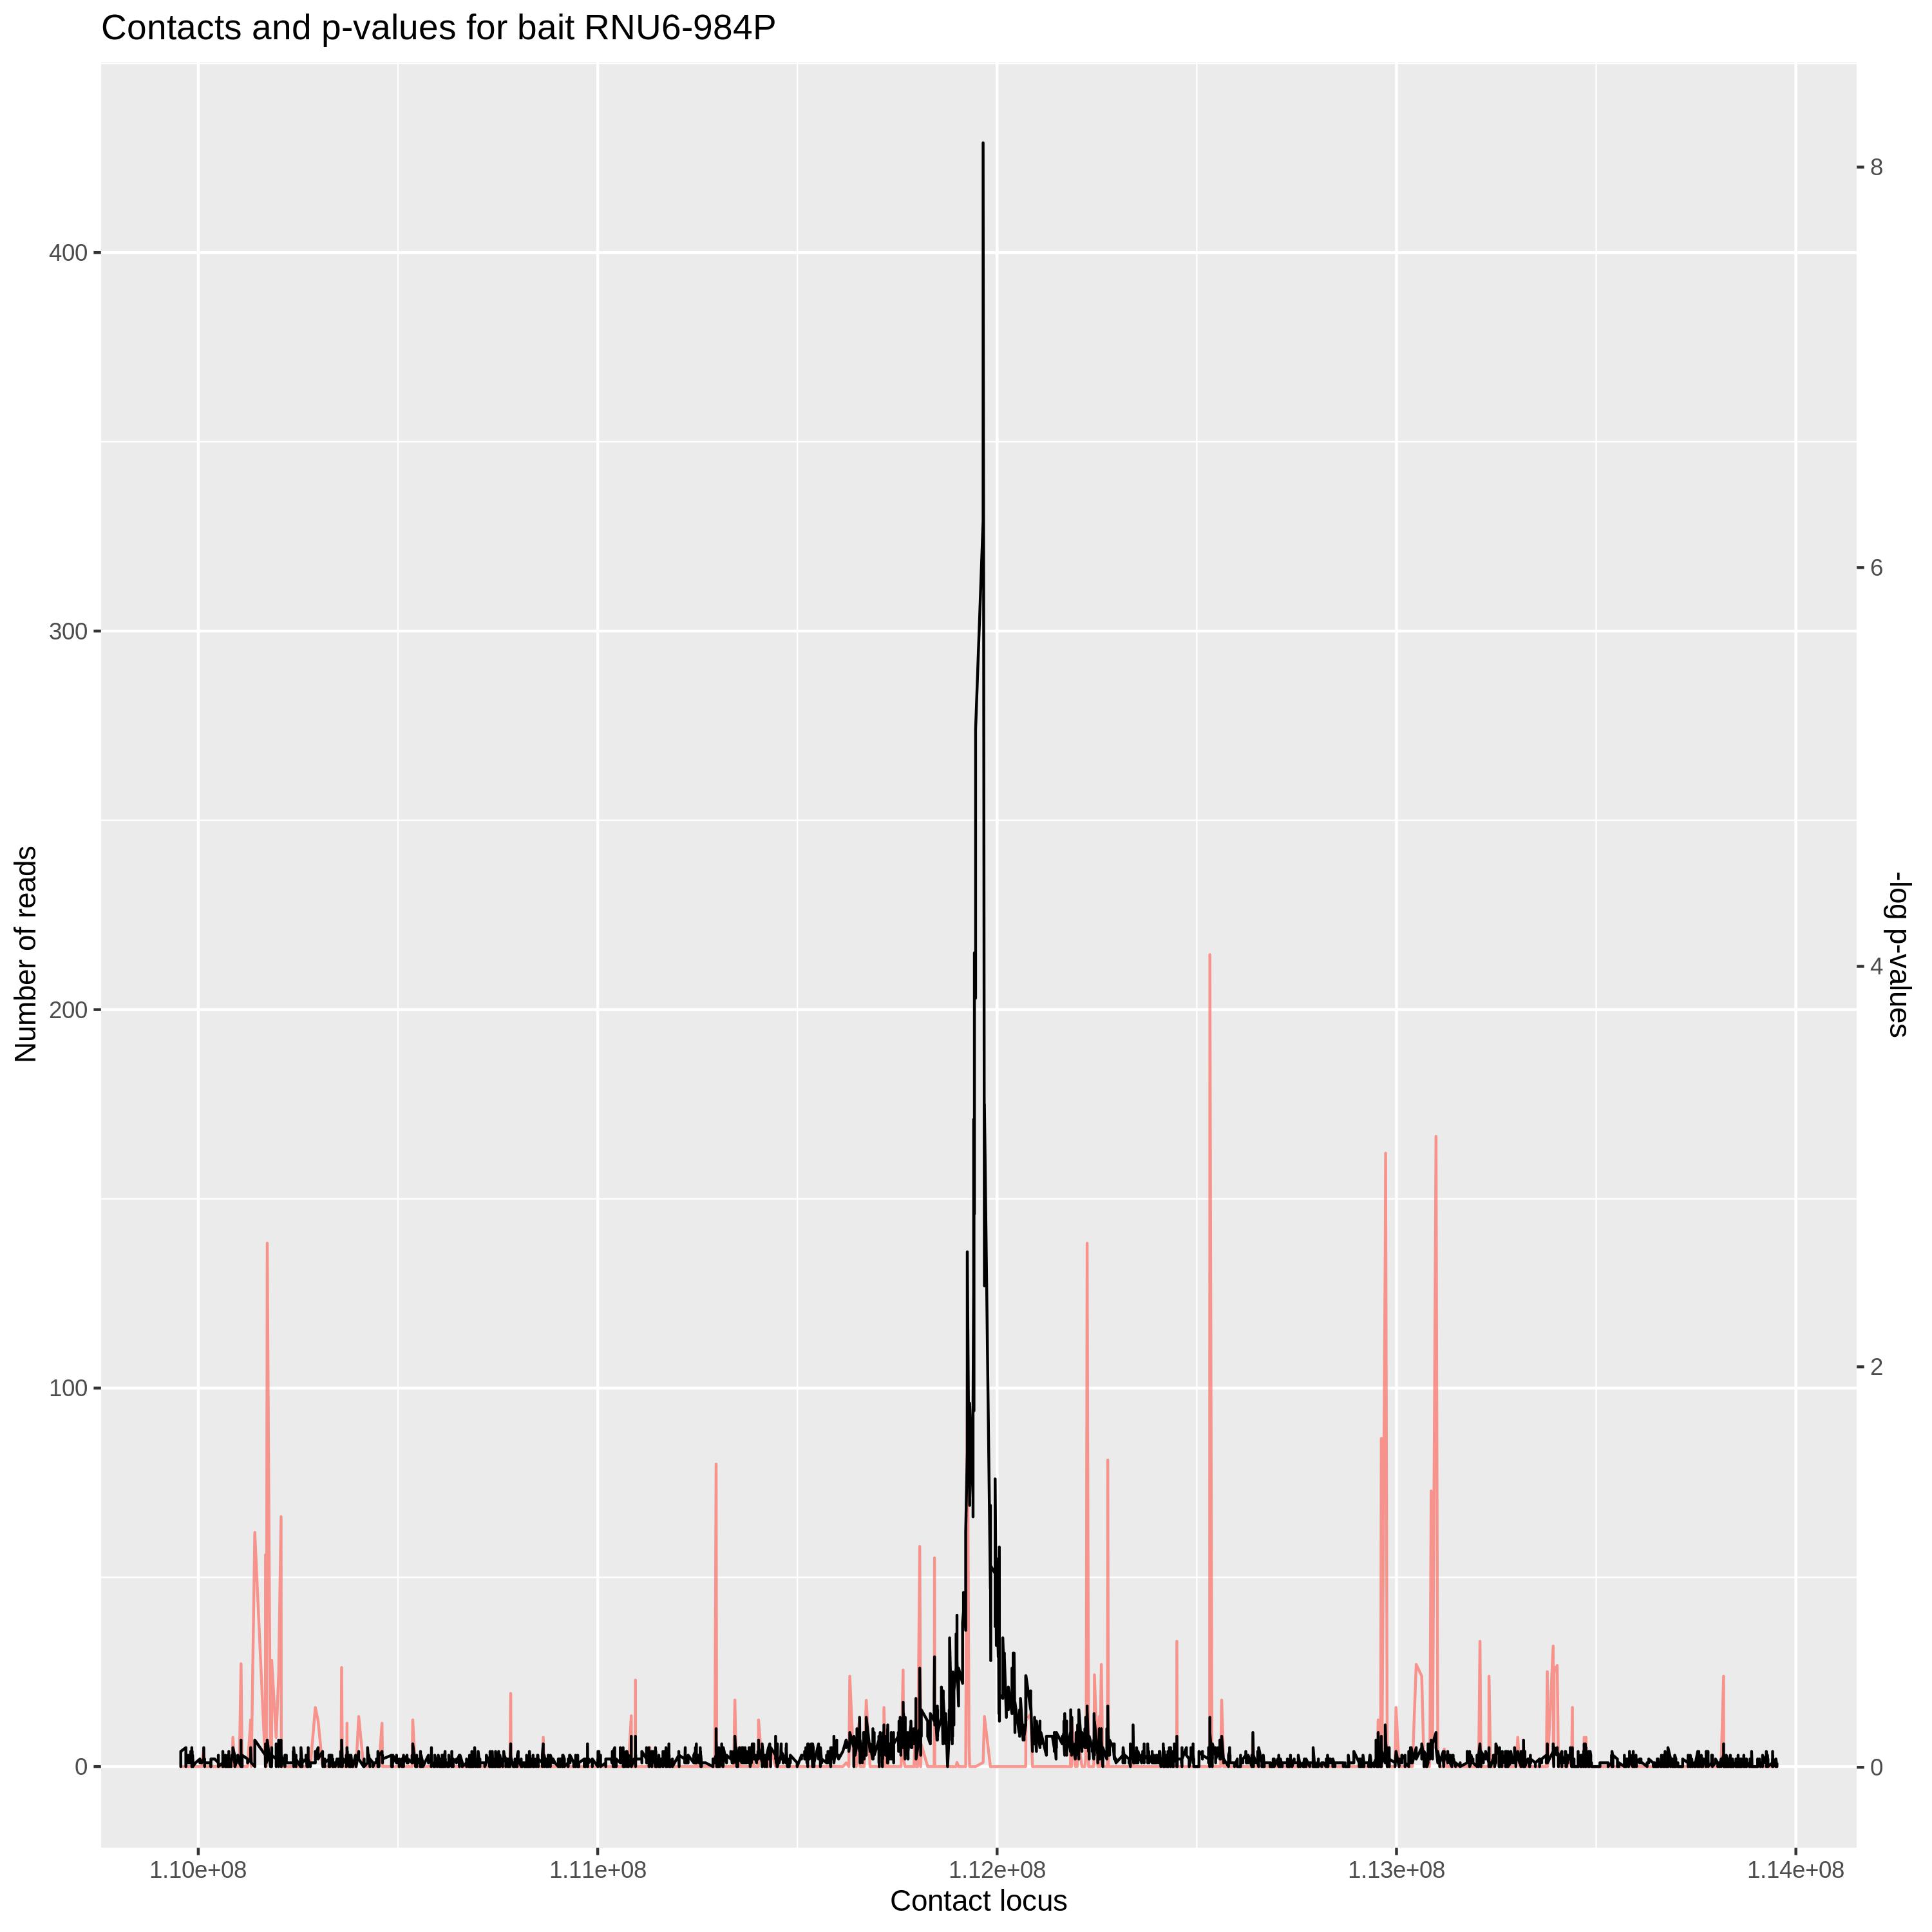 Contacts and p-values for bait RNU6-984P
400
300
200
100
0
Number of reads
8
6
4
2
0
-log p-values
1.10e+08
1.11e+08
1.12e+08
1.13e+08
1.14e+08
Contact locus